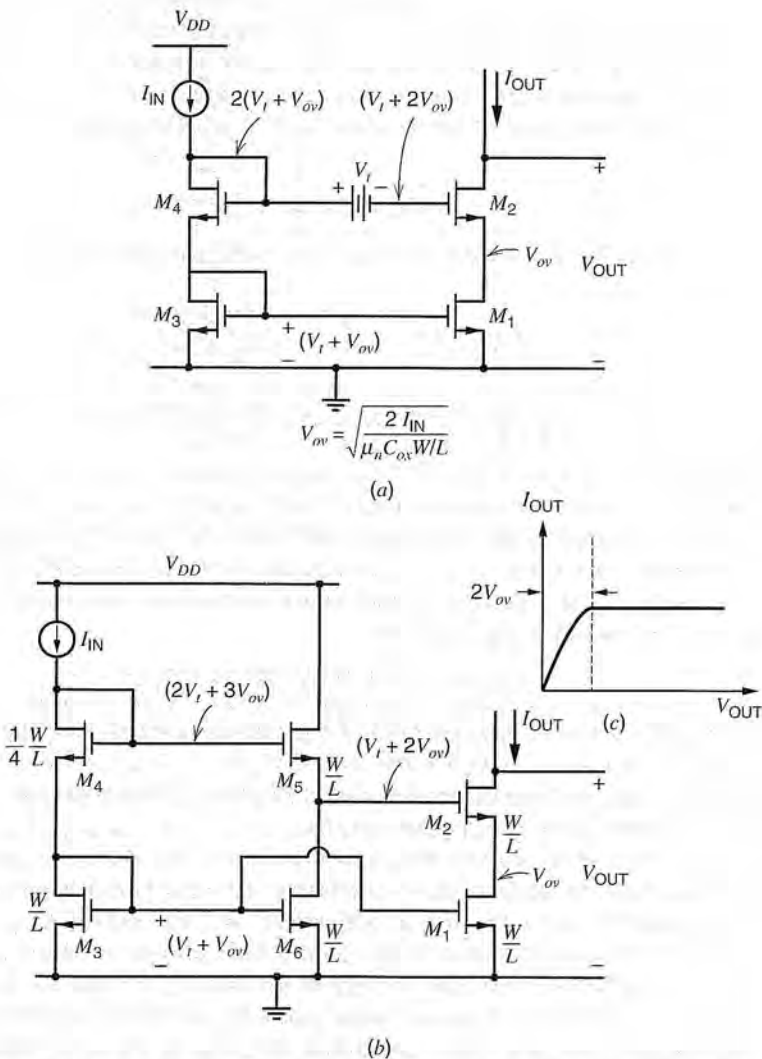 V_DD
I_IN
2(V_t + V_ov)
(V_t + 2V_ov)
I_OUT
+
V_t
+ −
M_4
M_2
V_ov
V_OUT
M_3
M_1
+
(V_t + V_ov)
−
−
V_ov = √(2 I_IN / μ_n C_ox W/L)
(a)
I_OUT
2V_ov
V_OUT
(c)
V_DD
I_IN
(2V_t + 3V_ov)
(V_t + 2V_ov)
I_OUT
+
1/4 W/L
M_4
M_5
W/L
M_2
W/L
V_ov
V_OUT
W/L
M_3
+
(V_t + V_ov)
−
M_6
W/L
M_1
W/L
−
(b)